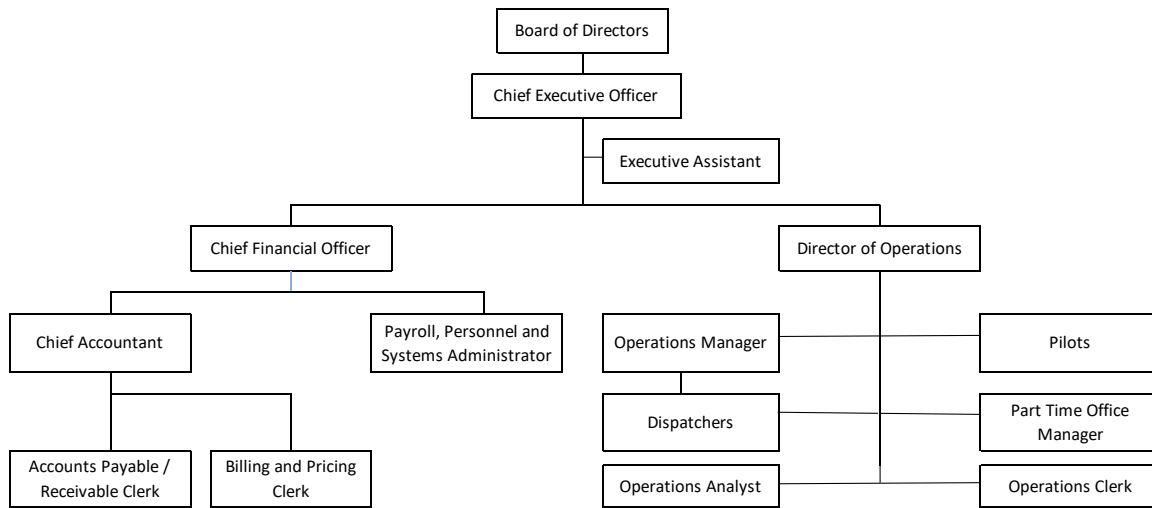 Board of Directors
Chief Executive Officer
Executive Assistant
Chief Financial Officer
Director of Operations
Chief Accountant
Payroll, Personnel and
Systems Administrator
Operations Manager
Pilots
Dispatchers
Part Time Office
Manager
Accounts Payable /
Receivable Clerk
Billing and Pricing
Clerk
Operations Analyst
Operations Clerk